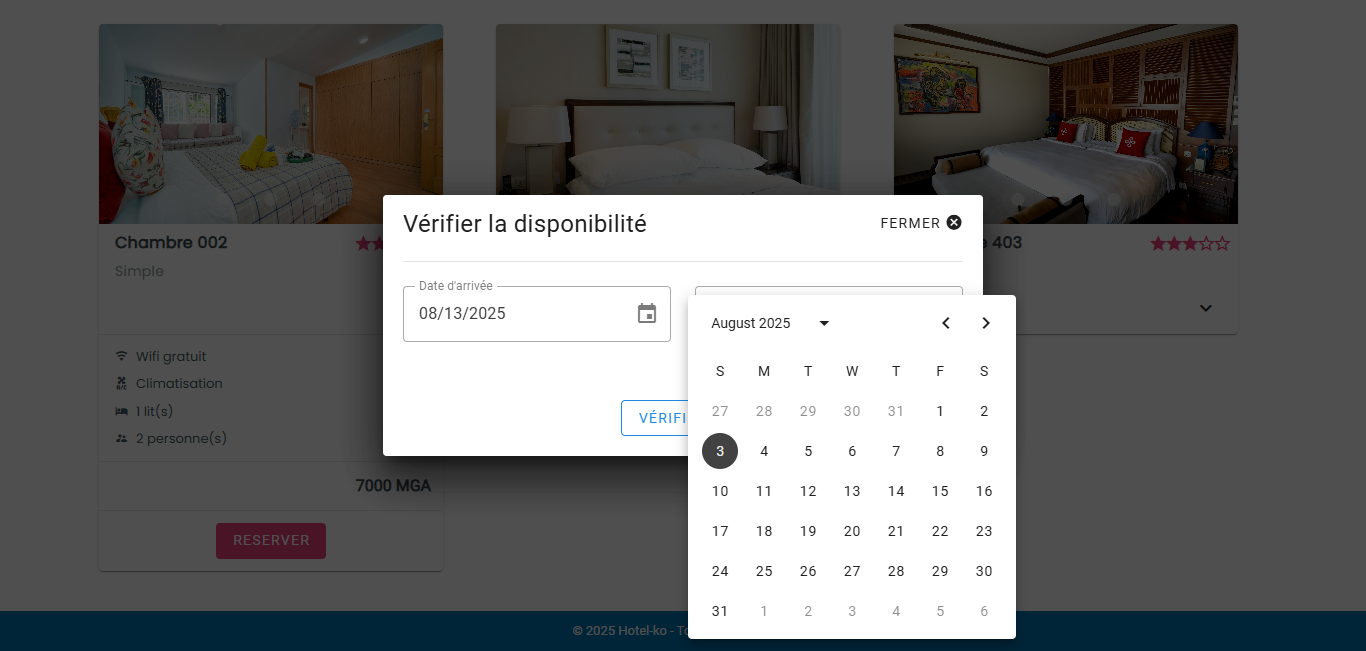 Vérifier la disponibilité
FERMER
Date d'arrivée
08/13/2025
VÉRIFI
August 2025
S M T W T F S
27 28 29 30 31 1 2
3 4 5 6 7 8 9
10 11 12 13 14 15 16
17 18 19 20 21 22 23
24 25 26 27 28 29 30
31 1 2 3 4 5 6
Chambre 002
Simple
Wifi gratuit
Climatisation
1 lit(s)
2 personne(s)
7000 MGA
RESERVER
e 403
© 2025 Hotel-ko - To